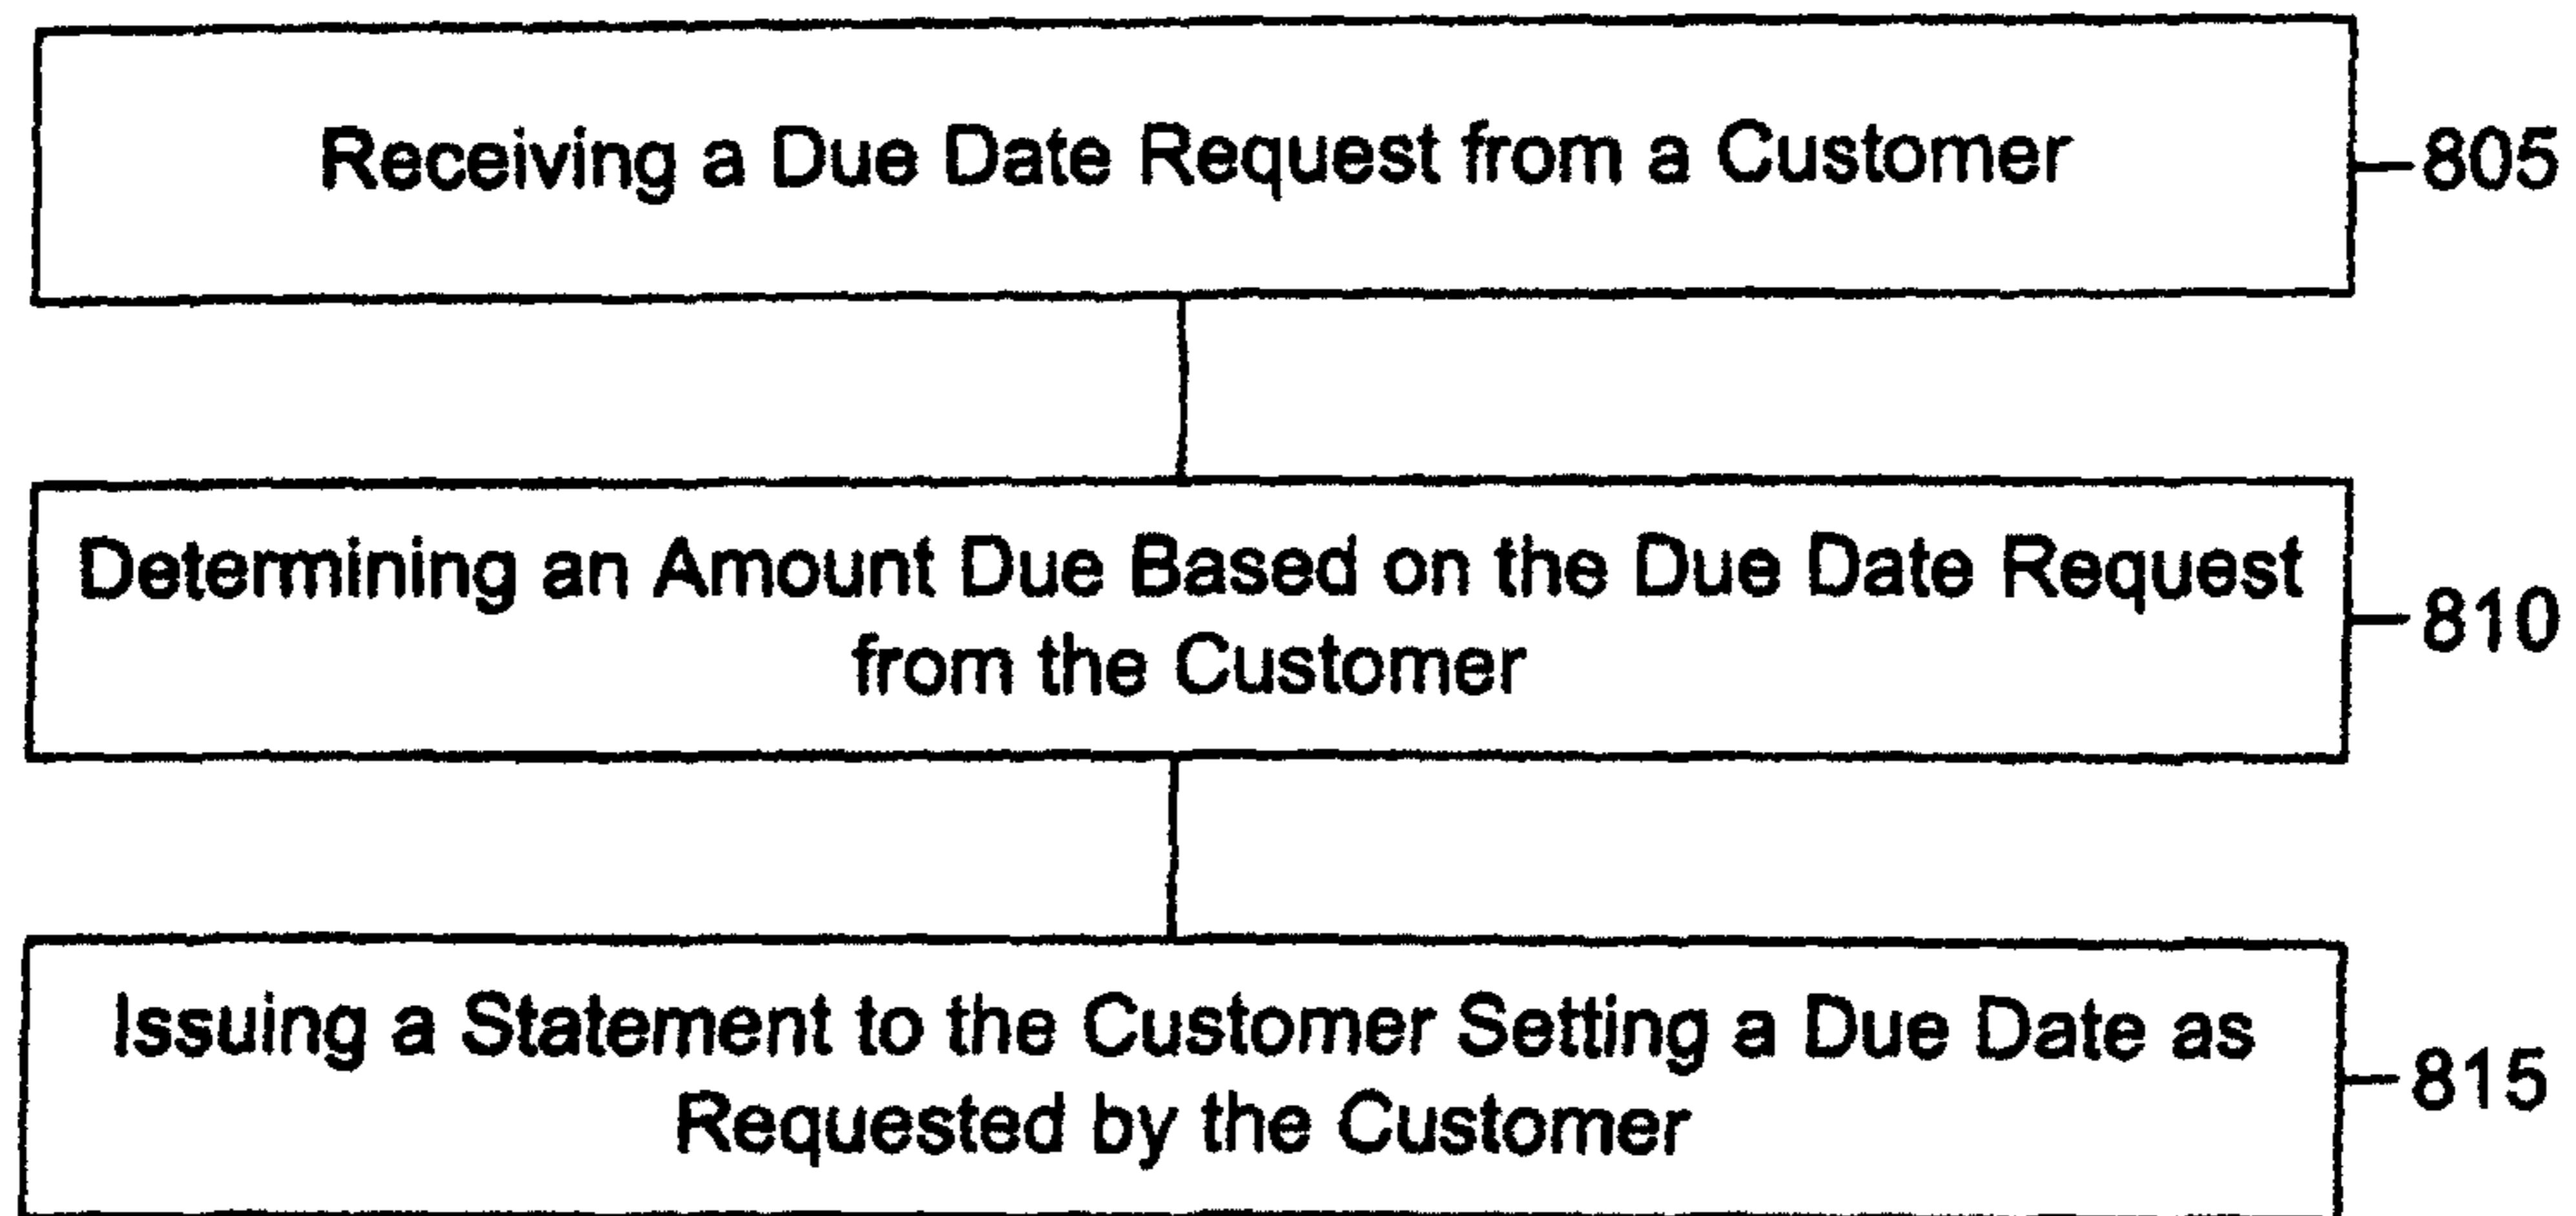 Receiving a Due Date Request from a Customer
805
Determining an Amount Due Based on the Due Date Request
from the Customer
810
Issuing a Statement to the Customer Setting a Due Date as
Requested by the Customer
815